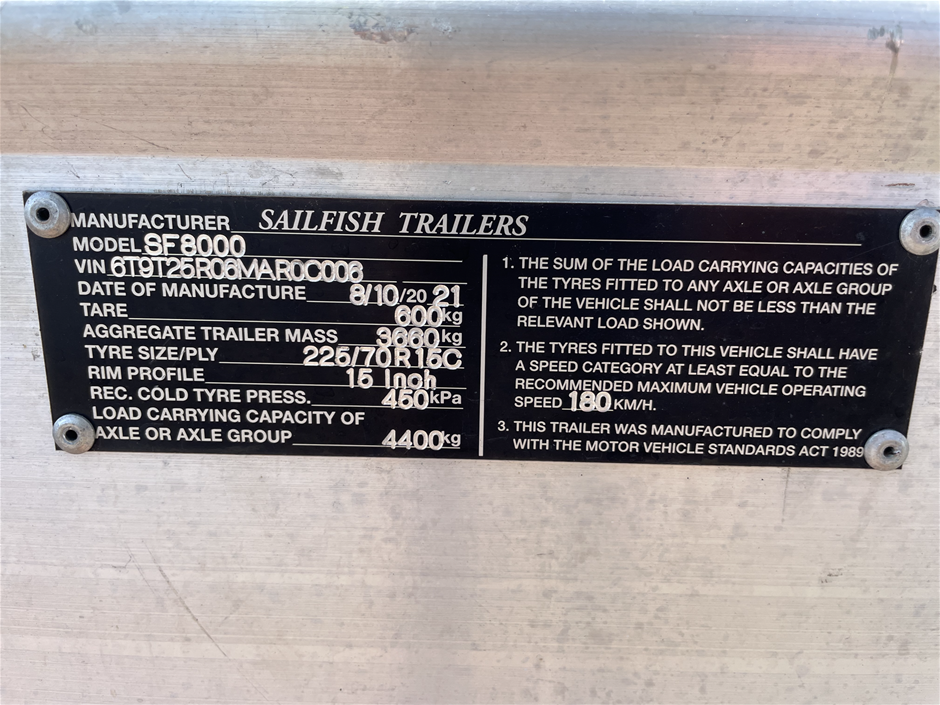 MANUFACTURER SAILFISH TRAILERS
MODEL SF8000
VIN 6T9T25R06MAR0C006
DATE OF MANUFACTURE 8/10/2021
TARE 600kg
AGGREGATE TRAILER MASS 3660kg
TYRE SIZE/PLY 225/70R15C
RIM PROFILE 15 Inch
REC. COLD TYRE PRESS. 450kPa
LOAD CARRYING CAPACITY OF
AXLE OR AXLE GROUP 4400kg
1. THE SUM OF THE LOAD CARRYING CAPACITIES OF
THE TYRES FITTED TO ANY AXLE OR AXLE GROUP
OF THE VEHICLE SHALL NOT BE LESS THAN THE
RELEVANT LOAD SHOWN.
2. THE TYRES FITTED TO THIS VEHICLE SHALL HAVE
A SPEED CATEGORY AT LEAST EQUAL TO THE
RECOMMENDED MAXIMUM VEHICLE OPERATING
SPEED 180 KM/H.
3. THIS TRAILER WAS MANUFACTURED TO COMPLY
WITH THE MOTOR VEHICLE STANDARDS ACT 1989